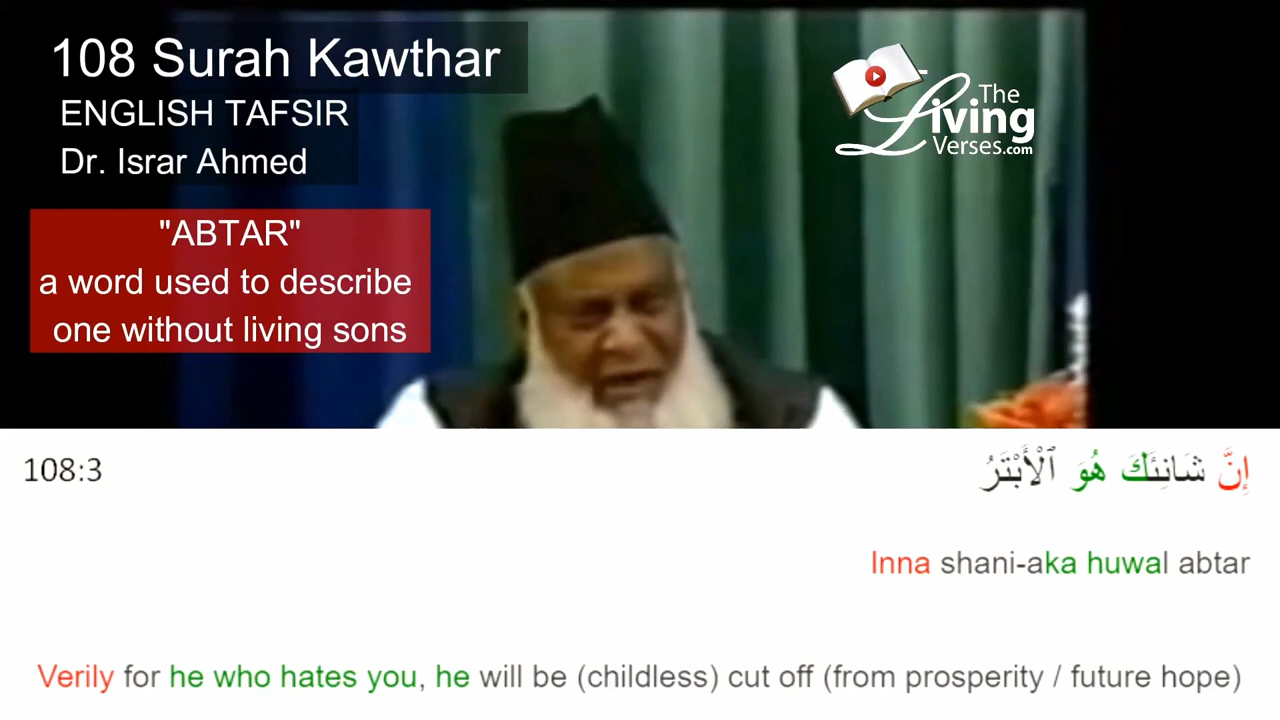 108 Surah Kawthar
ENGLISH TAFSIR
Dr. Israr Ahmed
The
Living
Verses.com
"ABTAR"
a word used to describe
one without living sons
108:3
إِنَّ شَانِئَكَ هُوَ ٱلْأَبْتَرُ
Inna shani-aka huwal abtar
Verily for he who hates you, he will be (childless) cut off (from prosperity / future hope)